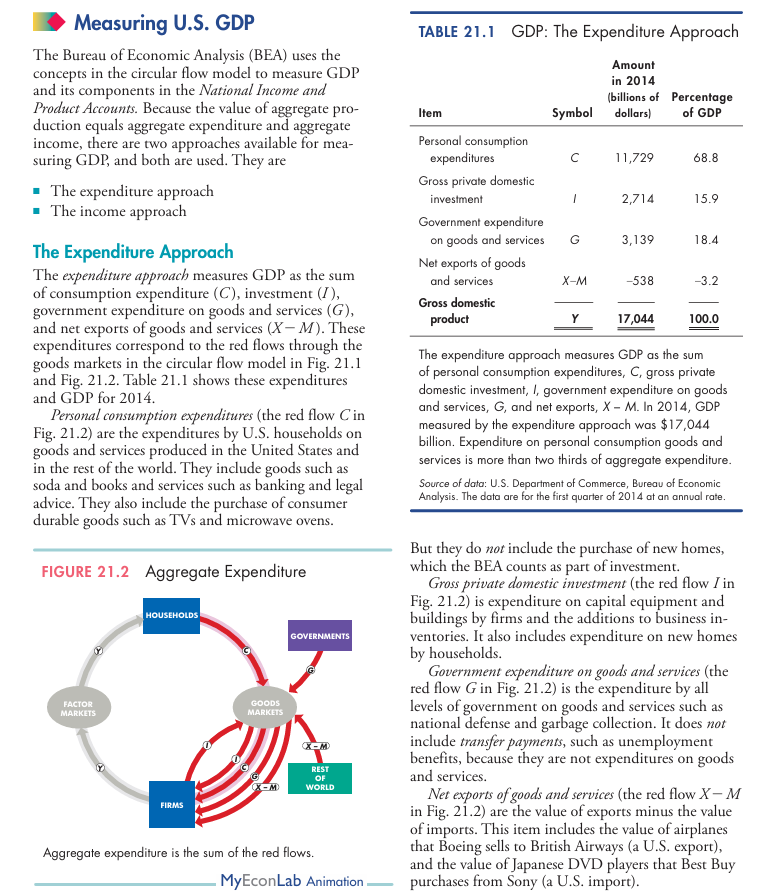 Measuring U.S. GDP
The Bureau of Economic Analysis (BEA) uses the
concepts in the circular flow model to measure GDP
and its components in the National Income and
Product Accounts. Because the value of aggregate pro-
duction equals aggregate expenditure and aggregate
income, there are two approaches available for mea-
suring GDP, and both are used. They are
■ The expenditure approach
■ The income approach
The Expenditure Approach
The expenditure approach measures GDP as the sum
of consumption expenditure (C), investment (I),
government expenditure on goods and services (G),
and net exports of goods and services (X − M). These
expenditures correspond to the red flows through the
goods markets in the circular flow model in Fig. 21.1
and Fig. 21.2. Table 21.1 shows these expenditures
and GDP for 2014.
Personal consumption expenditures (the red flow C in
Fig. 21.2) are the expenditures by U.S. households on
goods and services produced in the United States and
in the rest of the world. They include goods such as
soda and books and services such as banking and legal
advice. They also include the purchase of consumer
durable goods such as TVs and microwave ovens.
FIGURE 21.2 Aggregate Expenditure
HOUSEHOLDS
GOVERNMENTS
Y
C
G
FACTOR
MARKETS
GOODS
MARKETS
I
X – M
Y
I
C
G
X – M
REST
OF
WORLD
FIRMS
Aggregate expenditure is the sum of the red flows.
MyEconLab Animation
TABLE 21.1 GDP: The Expenditure Approach
Amount
in 2014
(billions of Percentage
Item Symbol dollars) of GDP
Personal consumption
expenditures C 11,729 68.8
Gross private domestic
investment I 2,714 15.9
Government expenditure
on goods and services G 3,139 18.4
Net exports of goods
and services X–M –538 –3.2
Gross domestic
product Y 17,044 100.0
The expenditure approach measures GDP as the sum
of personal consumption expenditures, C, gross private
domestic investment, I, government expenditure on goods
and services, G, and net exports, X – M. In 2014, GDP
measured by the expenditure approach was $17,044
billion. Expenditure on personal consumption goods and
services is more than two thirds of aggregate expenditure.
Source of data: U.S. Department of Commerce, Bureau of Economic
Analysis. The data are for the first quarter of 2014 at an annual rate.
But they do not include the purchase of new homes,
which the BEA counts as part of investment.
Gross private domestic investment (the red flow I in
Fig. 21.2) is expenditure on capital equipment and
buildings by firms and the additions to business in-
ventories. It also includes expenditure on new homes
by households.
Government expenditure on goods and services (the
red flow G in Fig. 21.2) is the expenditure by all
levels of government on goods and services such as
national defense and garbage collection. It does not
include transfer payments, such as unemployment
benefits, because they are not expenditures on goods
and services.
Net exports of goods and services (the red flow X − M
in Fig. 21.2) are the value of exports minus the value
of imports. This item includes the value of airplanes
that Boeing sells to British Airways (a U.S. export),
and the value of Japanese DVD players that Best Buy
purchases from Sony (a U.S. import).